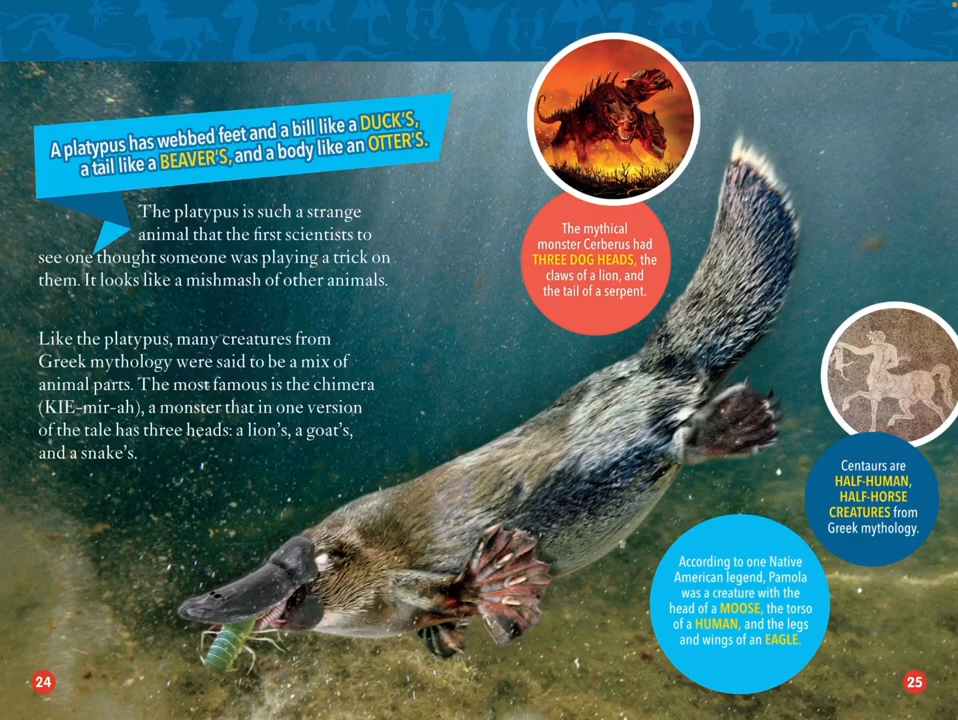 A platypus has webbed feet and a bill like a DUCK'S,
a tail like a BEAVER'S, and a body like an OTTER'S.
The platypus is such a strange
animal that the first scientists to
see one thought someone was playing a trick on
them. It looks like a mishmash of other animals.
Like the platypus, many creatures from
Greek mythology were said to be a mix of
animal parts. The most famous is the chimera
(KIE-mir-ah), a monster that in one version
of the tale has three heads: a lion's, a goat's,
and a snake's.
24
The mythical
monster Cerberus had
THREE DOG HEADS, the
claws of a lion, and
the tail of a serpent.
Centaurs are
HALF-HUMAN,
HALF-HORSE
CREATURES from
Greek mythology.
According to one Native
American legend, Pamola
was a creature with the
head of a MOOSE, the torso
of a HUMAN, and the legs
and wings of an EAGLE.
25